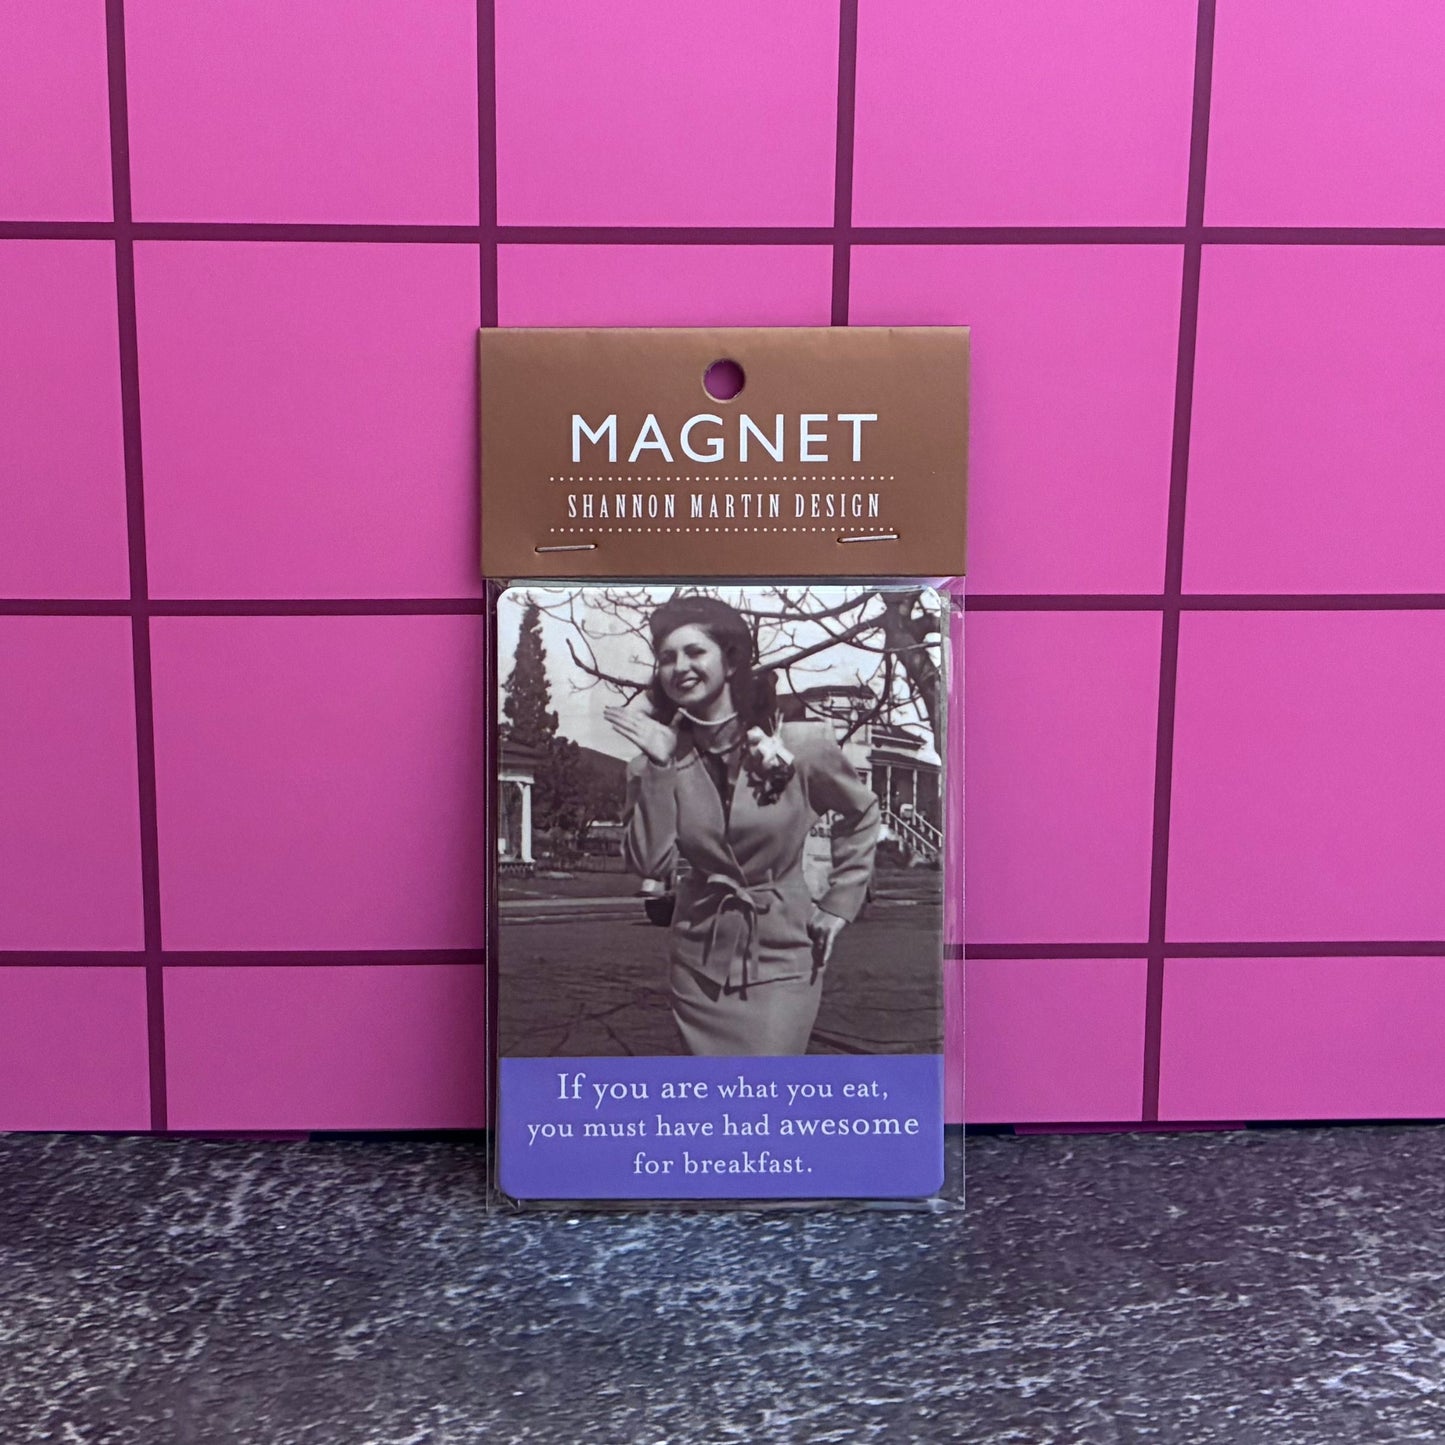 MAGNET
SHANNON MARTIN DESIGN
If you are what you eat,
you must have had awesome
for breakfast.